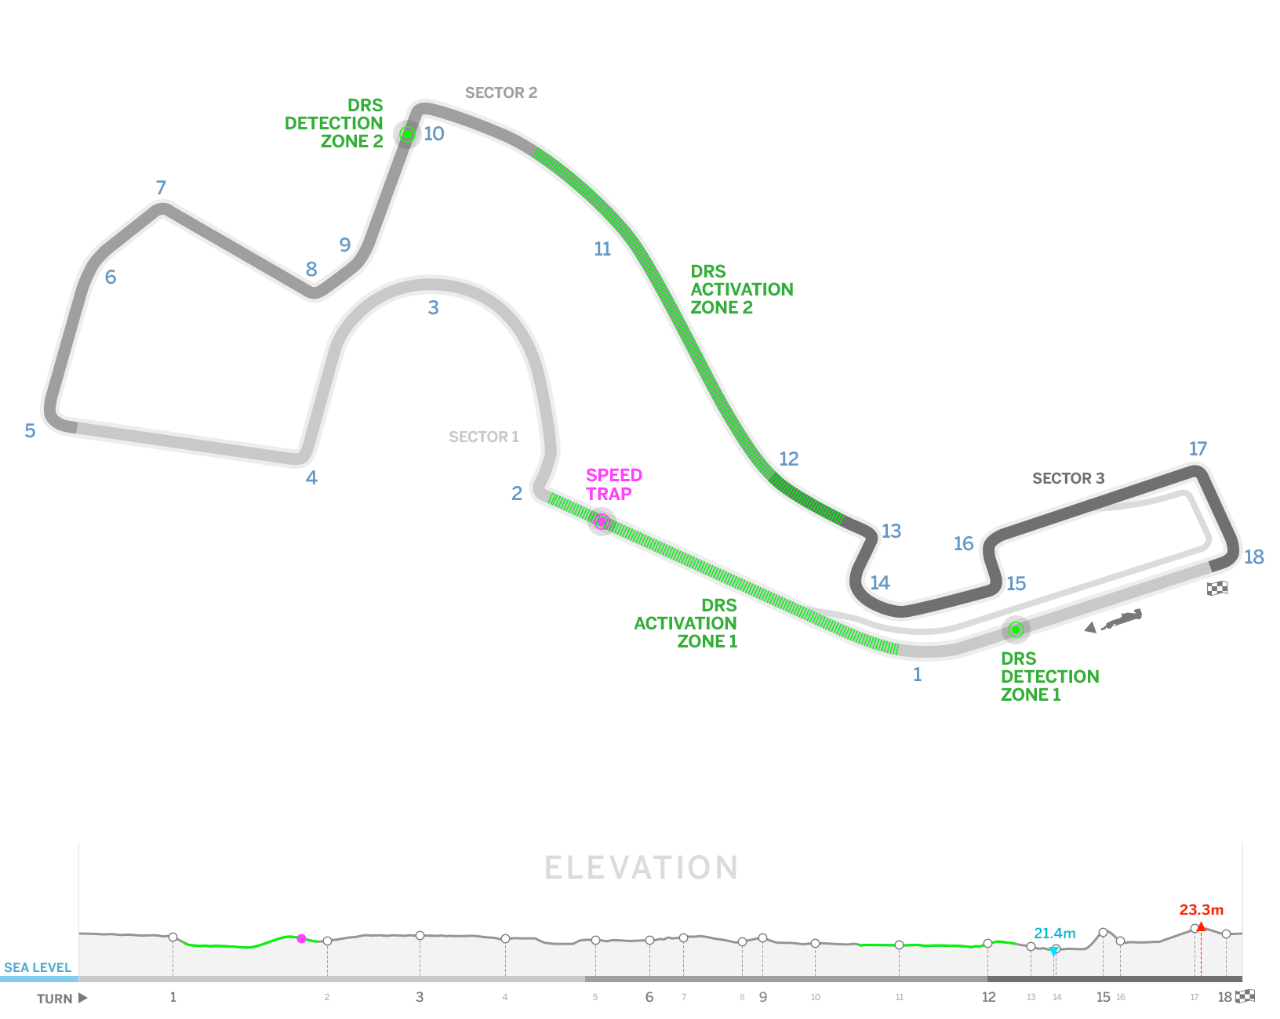 SECTOR 2
DRS
DETECTION
ZONE 2
10
7
9
8
6
3
11
DRS
ACTIVATION
ZONE 2
5
SECTOR 1
4
2
SPEED
TRAP
12
17
SECTOR 3
13
16
18
14
15
DRS
ACTIVATION
ZONE 1
1
DRS
DETECTION
ZONE 1
ELEVATION
23.3m
21.4m
SEA LEVEL
TURN 1 2 3 4 5 6 7 8 9 10 11 12 13 14 15 16 17 18